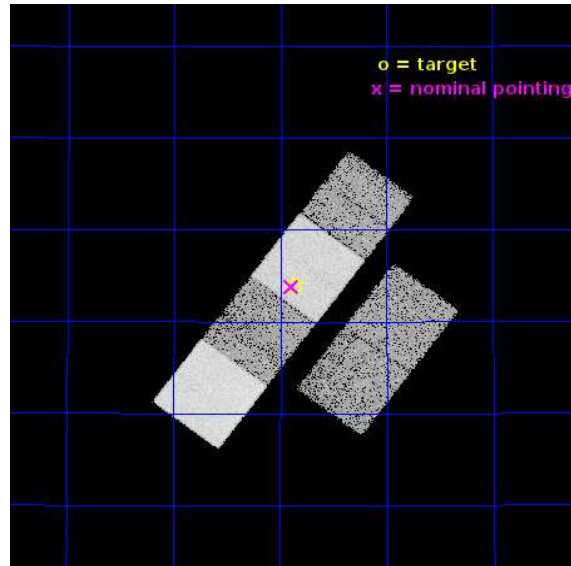 o = target
x = nominal pointing